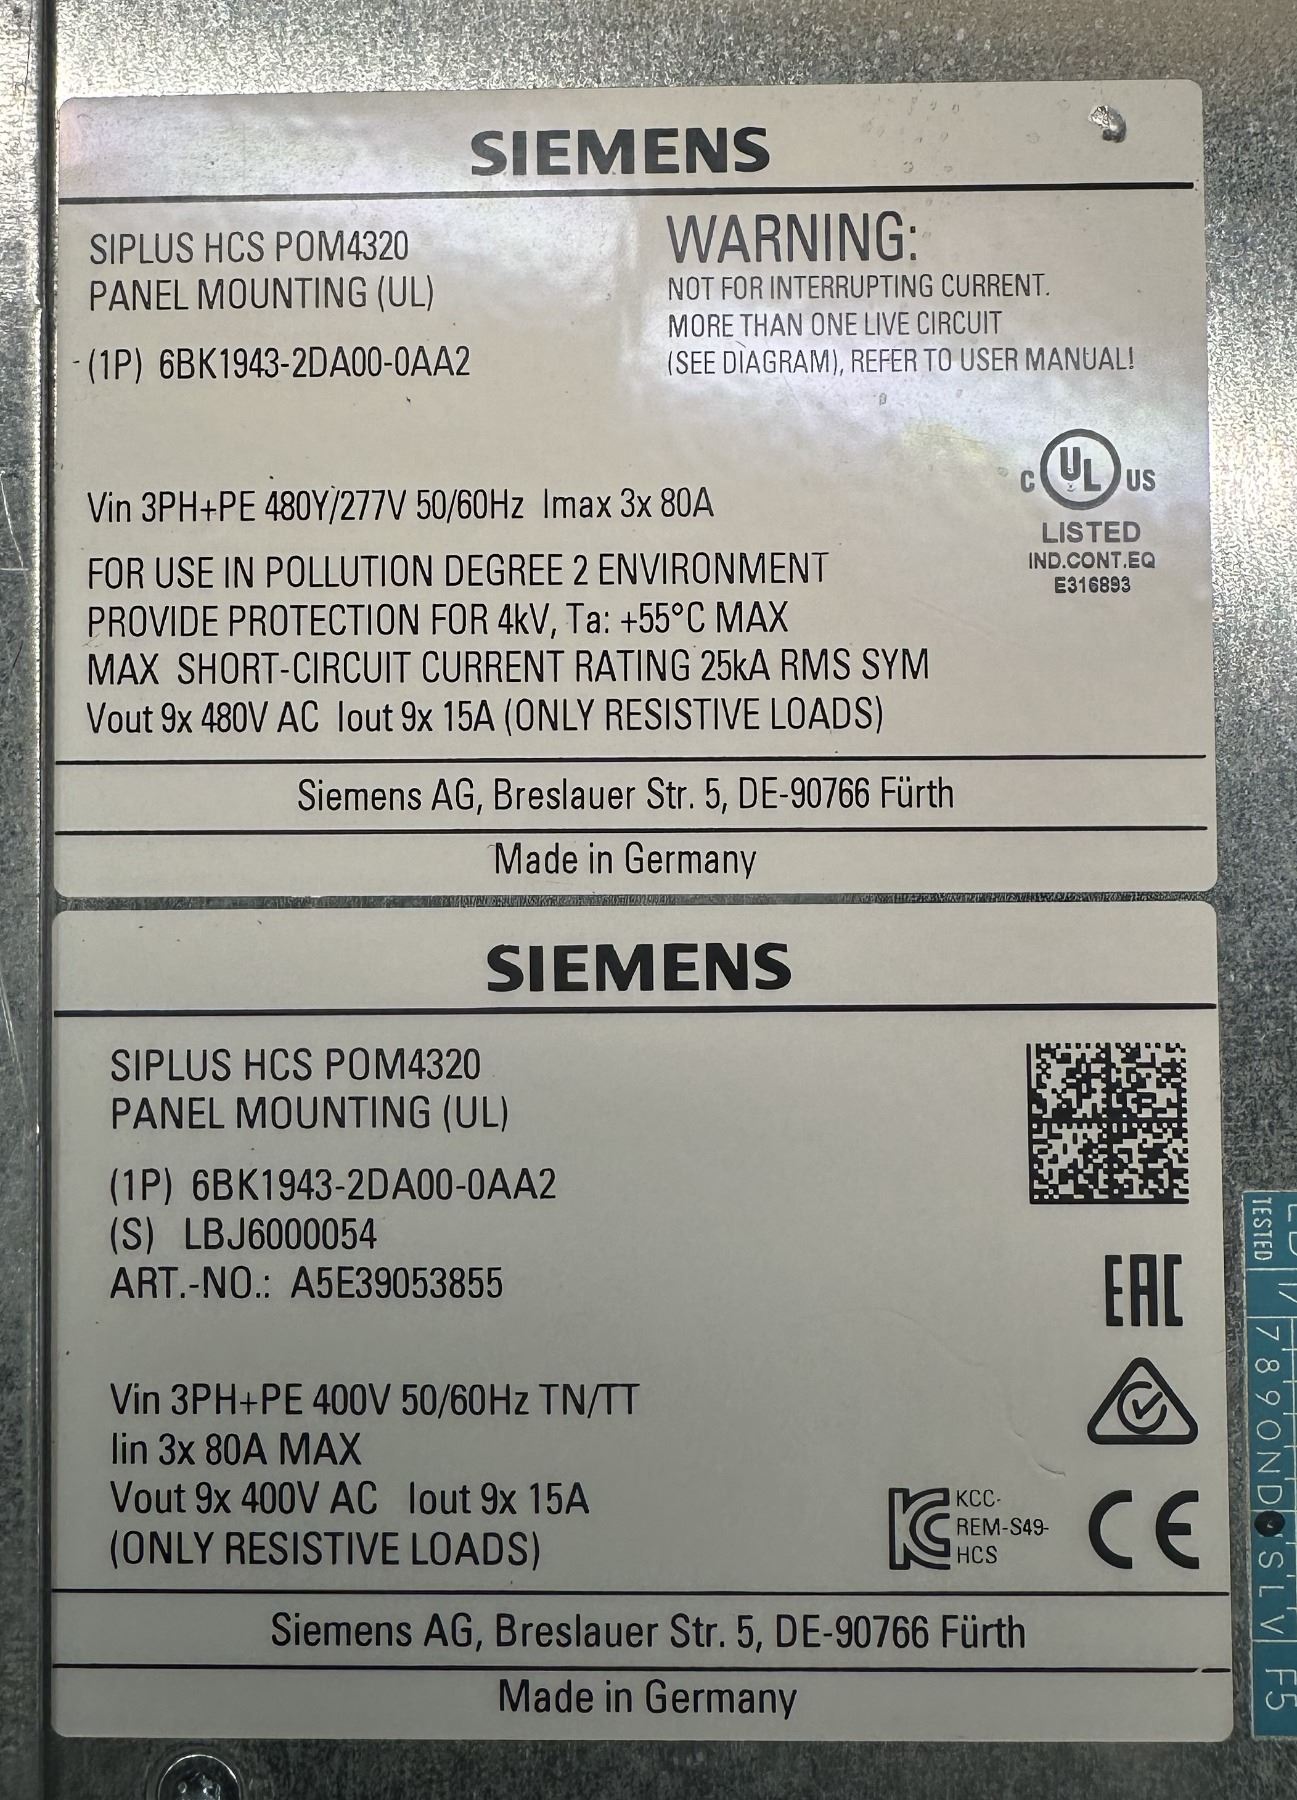 SIEMENS
SIPLUS HCS POM4320
PANEL MOUNTING (UL)
(1P) 6BK1943-2DA00-0AA2
WARNING:
NOT FOR INTERRUPTING CURRENT.
MORE THAN ONE LIVE CIRCUIT
(SEE DIAGRAM), REFER TO USER MANUAL!
Vin 3PH+PE 480Y/277V 50/60Hz Imax 3x 80A
C UL US
LISTED
IND.CONT.EQ
E316893
FOR USE IN POLLUTION DEGREE 2 ENVIRONMENT
PROVIDE PROTECTION FOR 4kV, Ta: +55°C MAX
MAX SHORT-CIRCUIT CURRENT RATING 25kA RMS SYM
Vout 9x 480V AC Iout 9x 15A (ONLY RESISTIVE LOADS)
Siemens AG, Breslauer Str. 5, DE-90766 Fürth
Made in Germany
SIEMENS
SIPLUS HCS POM4320
PANEL MOUNTING (UL)
(1P) 6BK1943-2DA00-0AA2
(S) LBJ6000054
ART.-NO.: A5E39053855
EAC
Vin 3PH+PE 400V 50/60Hz TN/TT
Iin 3x 80A MAX
Vout 9x 400V AC Iout 9x 15A
(ONLY RESISTIVE LOADS)
KC
KCC-
REM-S49-
HCS
CE
Siemens AG, Breslauer Str. 5, DE-90766 Fürth
Made in Germany
TESTED
7 8 9 O N D
S L V F5